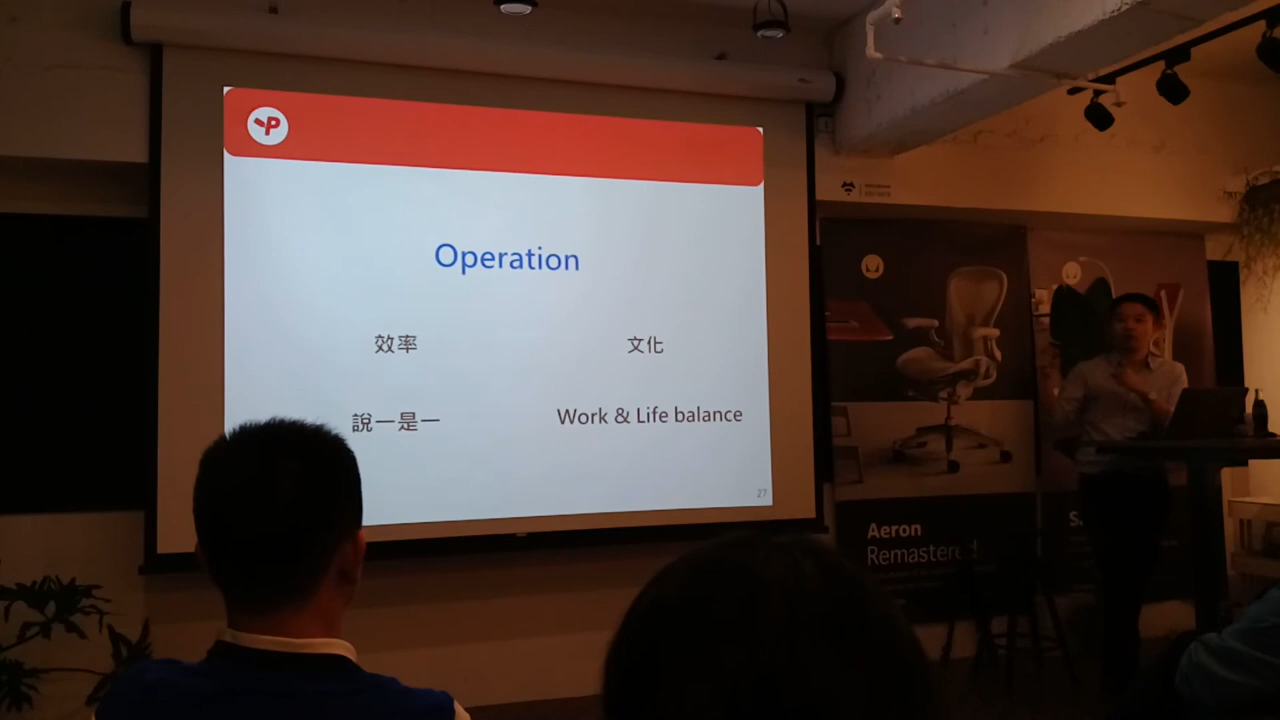 P
Operation
效率
文化
說一是一
Work & Life balance
27
Aeron
Remastered
S
y